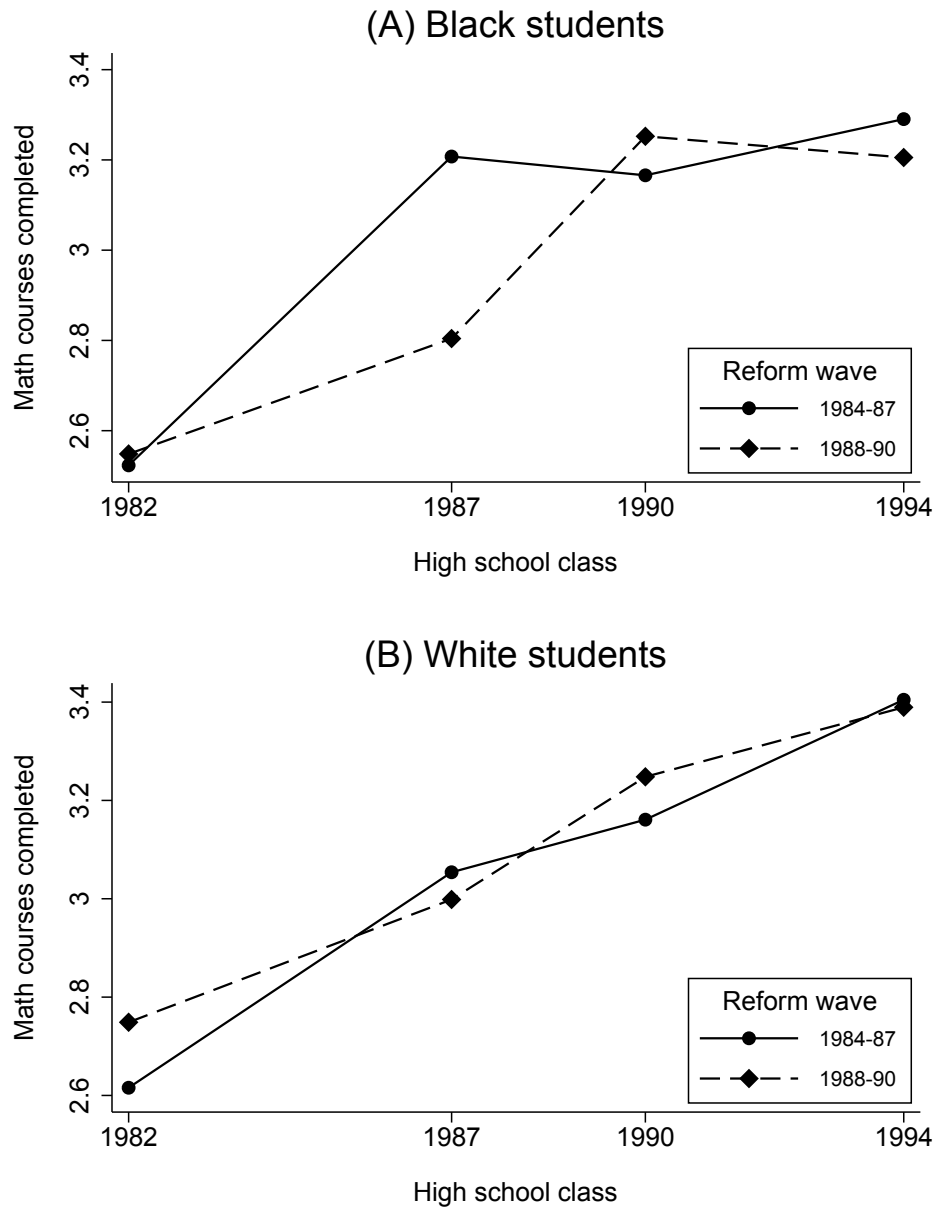 (A) Black students
Math courses completed
3.4
3.2
3
2.8
2.6
Reform wave
1984-87
1988-90
1982 1987 1990 1994
High school class
(B) White students
Math courses completed
3.4
3.2
3
2.8
2.6
Reform wave
1984-87
1988-90
1982 1987 1990 1994
High school class